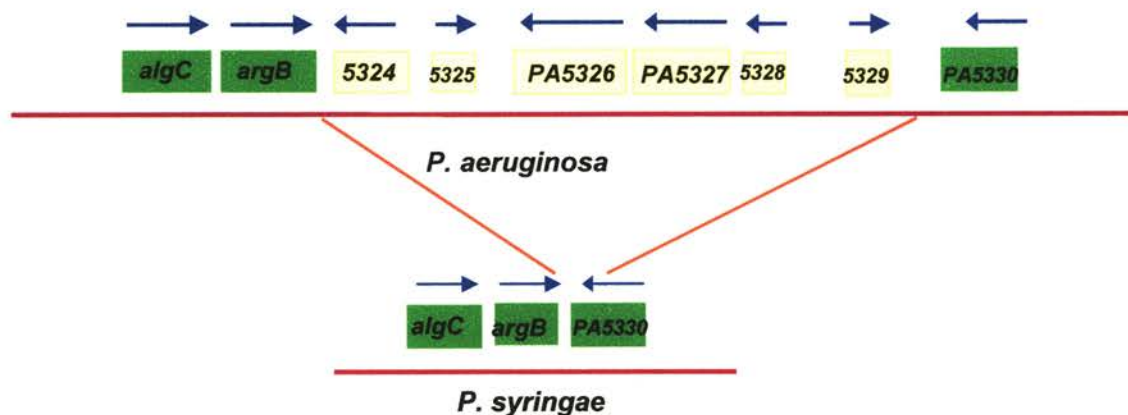 algC argB 5324 5325 PA5326 PA5327 5328 5329 PA5330
P. aeruginosa
algC argB PA5330
P. syringae